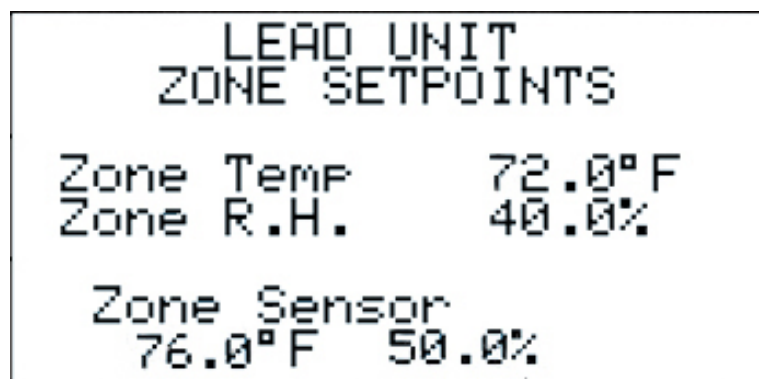 LEAD UNIT
ZONE SETPOINTS
Zone Temp 72.0°F
Zone R.H. 40.0%
Zone Sensor
76.0°F 50.0%